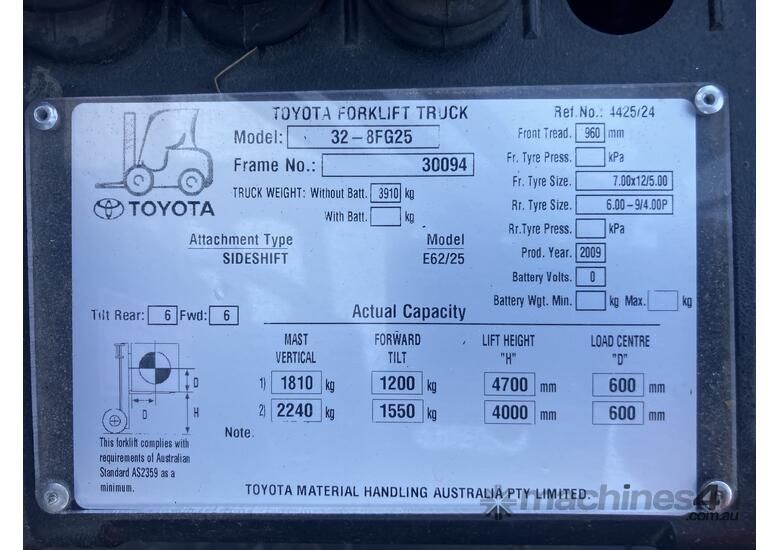 TOYOTA FORKLIFT TRUCK
Ref.No.: 4425/24
Model: 32-8FG25
Front Tread. 960 mm
Frame No.: 30094
Fr. Tyre Press. kPa
TRUCK WEIGHT: Without Batt. 3910 kg
Fr. Tyre Size. 7.00x12/5.00
TOYOTA
With Batt. kg
Rr. Tyre Size. 6.00-9/4.00P
Rr.Tyre Press. kPa
Attachment Type Model
Prod. Year. 2009
SIDESHIFT E62/25
Battery Volts. 0
Battery Wgt. Min. kg Max. kg
Tilt Rear: 6 Fwd: 6
Actual Capacity
MAST FORWARD LIFT HEIGHT LOAD CENTRE
VERTICAL TILT "H" "D"
1) 1810 kg 1200 kg 4700 mm 600 mm
2) 2240 kg 1550 kg 4000 mm 600 mm
D
D H
Note.
This forklift complies with
requirements of Australian
Standard AS2359 as a
minimum.
TOYOTA MATERIAL HANDLING AUSTRALIA PTY LIMITED.
machines4u
.com.au